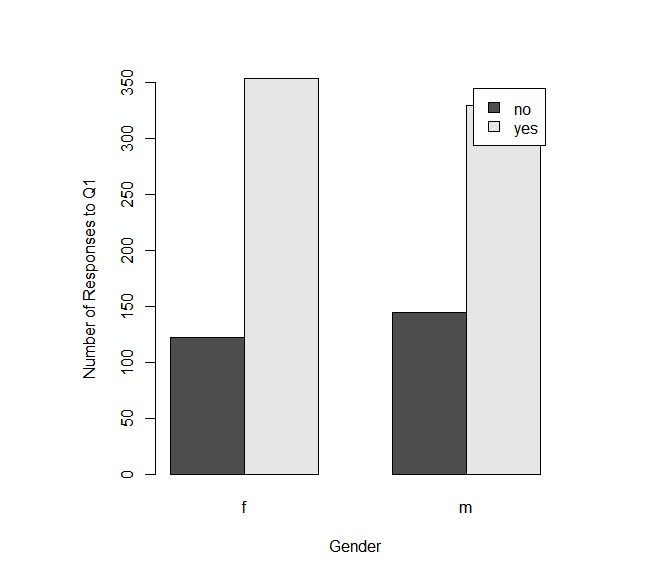 350
300
250
200
150
100
50
0
Number of Responses to Q1
no
yes
f
m
Gender